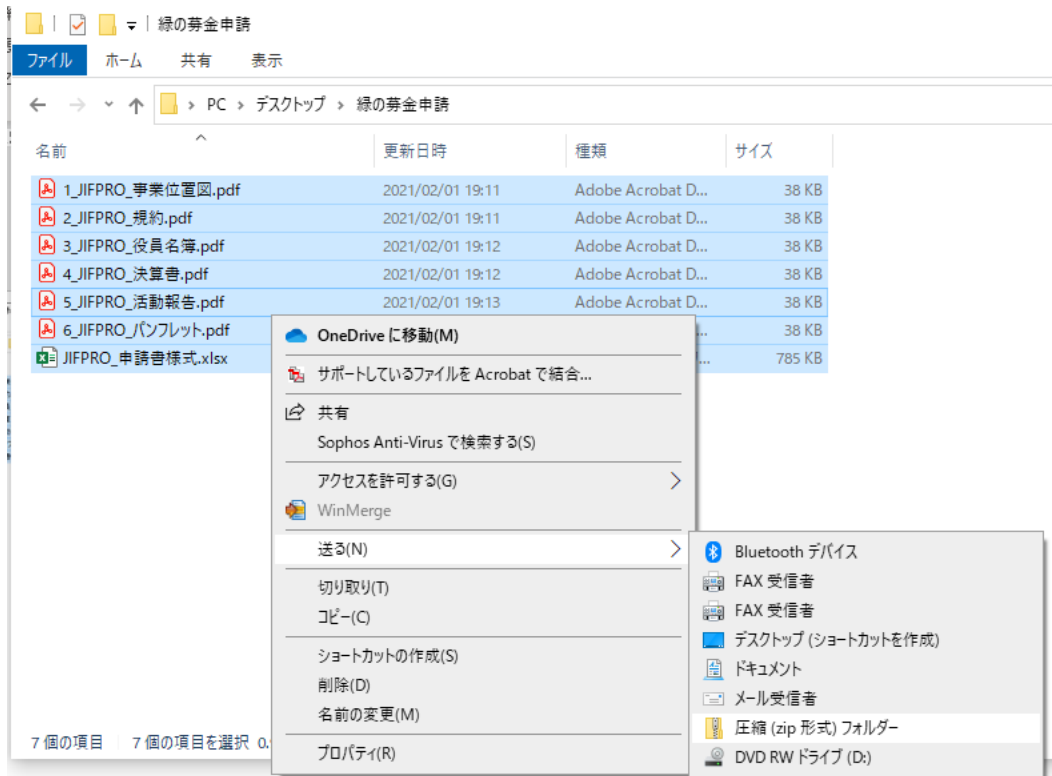 緑の募金申請
ファイル ホーム 共有 表示
PC › デスクトップ › 緑の募金申請
名前 更新日時 種類 サイズ
1_JIFPRO_事業位置図.pdf 2021/02/01 19:11 Adobe Acrobat D... 38 KB
2_JIFPRO_規約.pdf 2021/02/01 19:11 Adobe Acrobat D... 38 KB
3_JIFPRO_役員名簿.pdf 2021/02/01 19:12 Adobe Acrobat D... 38 KB
4_JIFPRO_決算書.pdf 2021/02/01 19:12 Adobe Acrobat D... 38 KB
5_JIFPRO_活動報告.pdf 2021/02/01 19:13 Adobe Acrobat D... 38 KB
6_JIFPRO_パンフレット.pdf 38 KB
JIFPRO_申請書様式.xlsx 785 KB
OneDrive に移動(M)
サポートしているファイルを Acrobat で結合...
共有
Sophos Anti-Virus で検索する(S)
アクセスを許可する(G)
WinMerge
送る(N)
切り取り(T)
コピー(C)
ショートカットの作成(S)
削除(D)
名前の変更(M)
プロパティ(R)
Bluetooth デバイス
FAX 受信者
FAX 受信者
デスクトップ (ショートカットを作成)
ドキュメント
メール受信者
圧縮 (zip 形式) フォルダー
DVD RW ドライブ (D:)
7 個の項目 7 個の項目を選択 0.